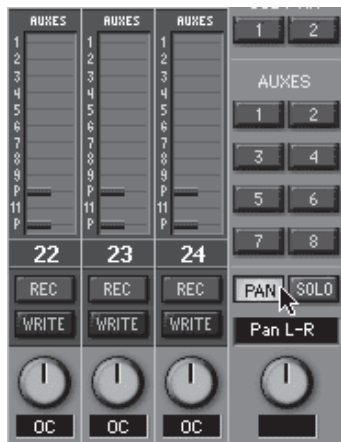 AUXES AUXES AUXES
1 2
1 1 1
2 2 2
3 3 3
AUXES
4 4 4
5 5 5
1 2
6 6 6
7 7 7
8 8 8
3 4
9 9 9
P P P
5 6
11 11 11
P P P
7 8
22 23 24
REC REC REC PAN SOLO
WRITE WRITE WRITE Pan L-R
OC OC OC